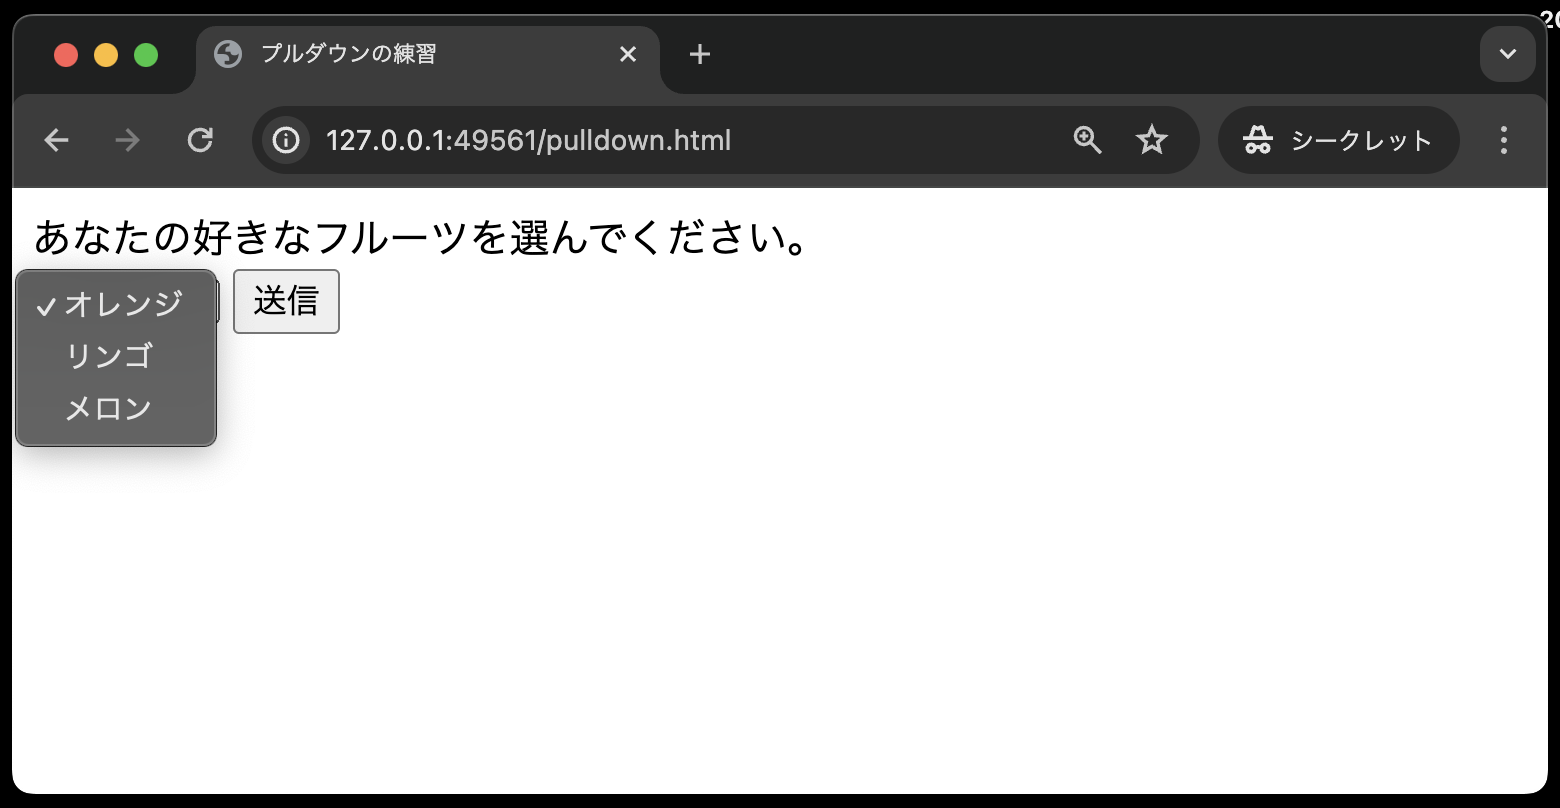 プルダウンの練習
127.0.0.1:49561/pulldown.html
シークレット
あなたの好きなフルーツを選んでください。
オレンジ 送信
リンゴ
メロン